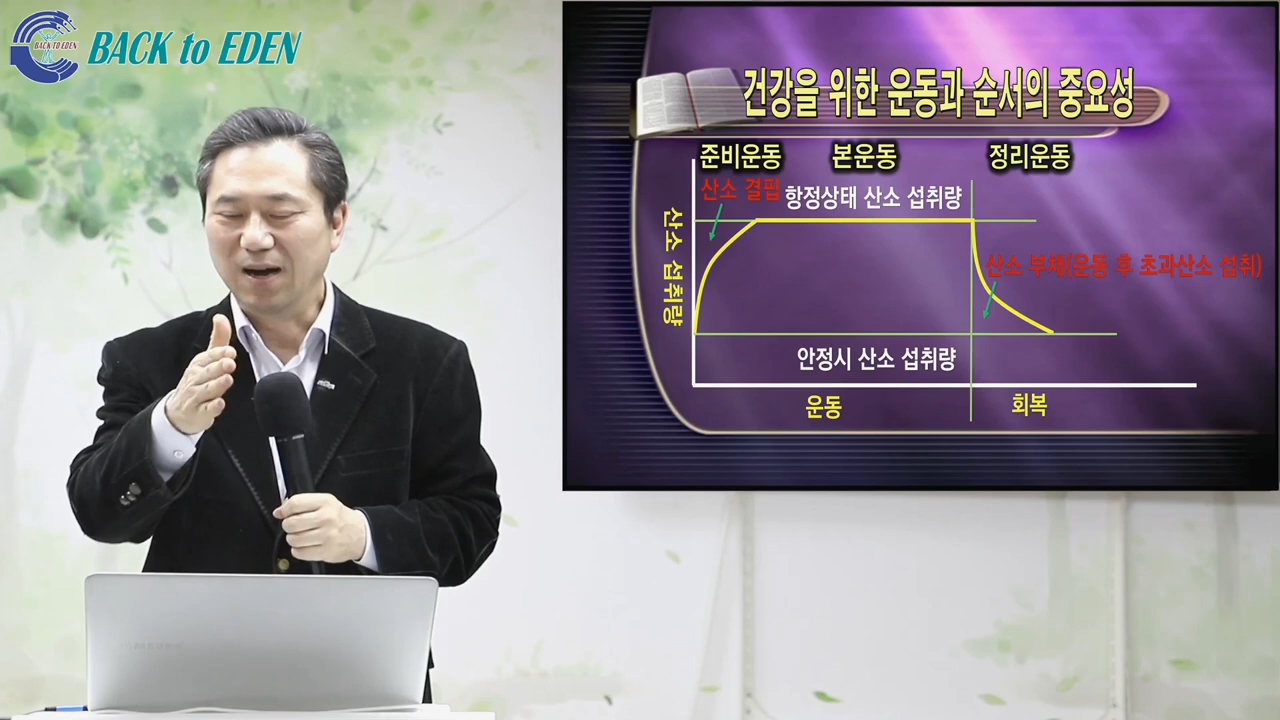 BACK TO EDEN
BACK to EDEN
건강을 위한 운동과 순서의 중요성
준비운동 본운동 정리운동
산소 결핍 항정상태 산소 섭취량
산소 섭취량
산소 부채(운동 후 초과산소 섭취)
안정시 산소 섭취량
운동 회복